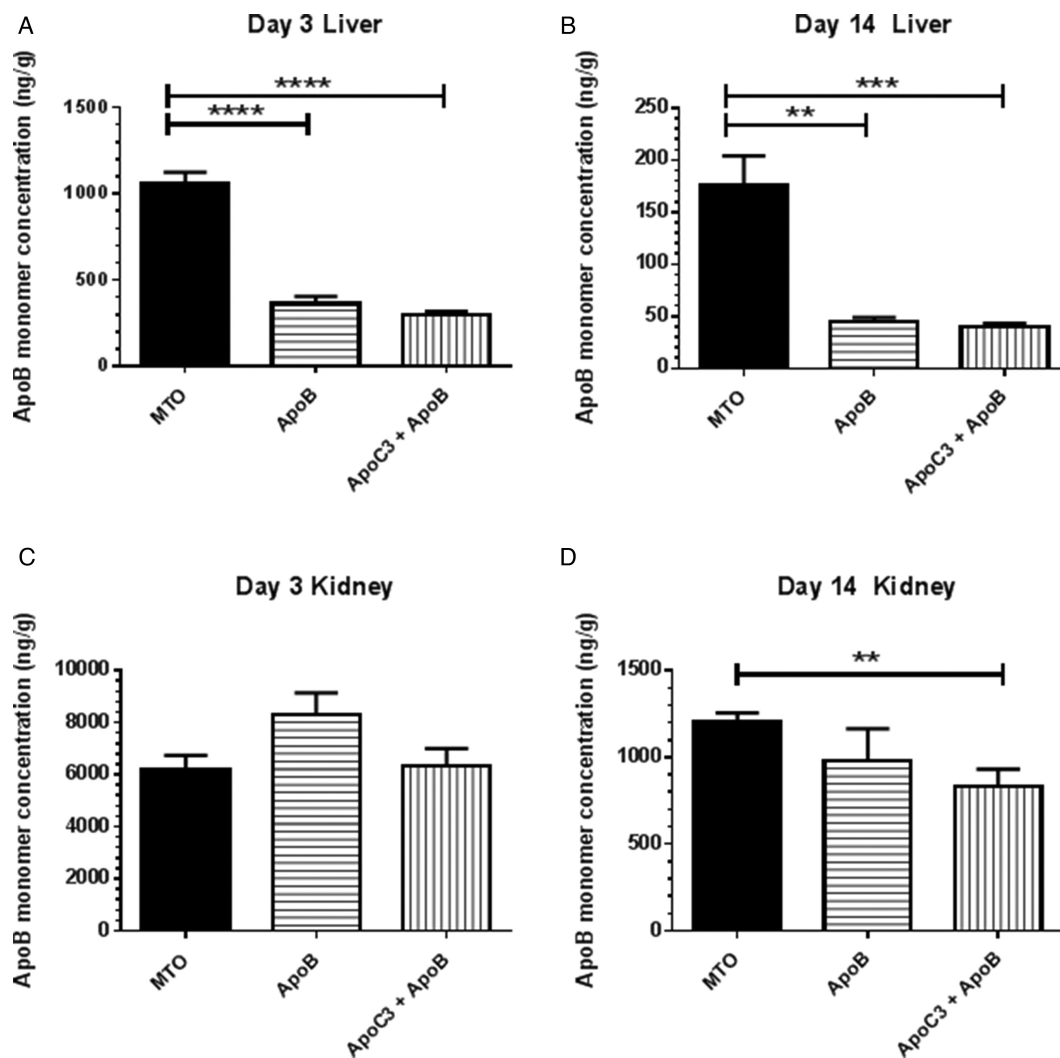 A
Day 3 Liver
ApoB monomer concentration (ng/g)
****
****
1500
1000
500
0
MTO
ApoB
ApoC3 + ApoB
B
Day 14 Liver
ApoB monomer concentration (ng/g)
***
**
250
200
150
100
50
0
MTO
ApoB
ApoC3 + ApoB
C
Day 3 Kidney
ApoB monomer concentration (ng/g)
10000
8000
6000
4000
2000
0
MTO
ApoB
ApoC3 + ApoB
D
Day 14 Kidney
ApoB monomer concentration (ng/g)
**
1500
1000
500
0
MTO
ApoB
ApoC3 + ApoB